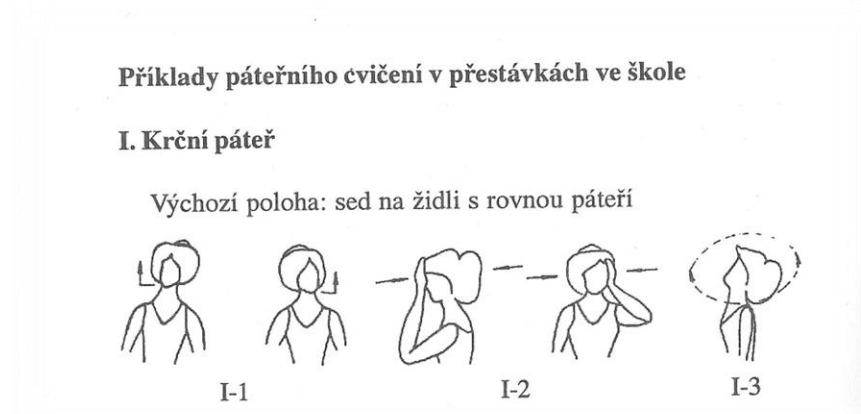 Příklady páteřního cvičení v přestávkách ve škole
I. Krční páteř
Výchozí poloha: sed na židli s rovnou páteří
I-1 I-2 I-3